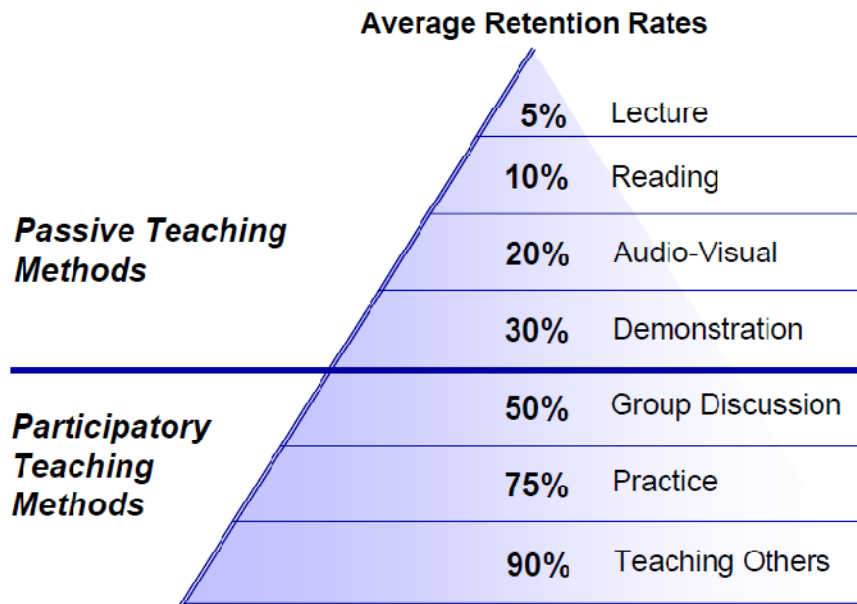 Average Retention Rates
5% Lecture
10% Reading
Passive Teaching
Methods
20% Audio-Visual
30% Demonstration
50% Group Discussion
Participatory
Teaching
Methods
75% Practice
90% Teaching Others